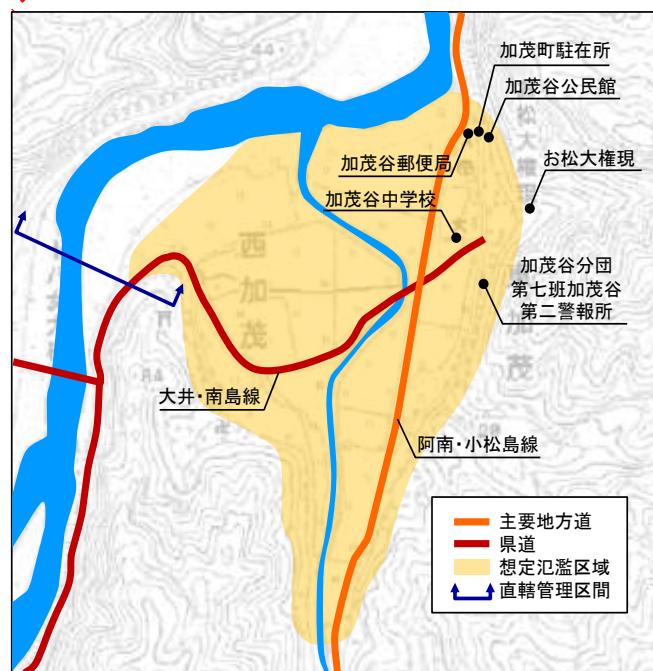 加茂町駐在所
加茂谷公民館
加茂谷郵便局
お松大権現
加茂谷中学校
加茂谷分団
第七班加茂谷
第二警報所
西加茂
大井・南島線
阿南・小松島線
主要地方道
県道
想定氾濫区域
直轄管理区間